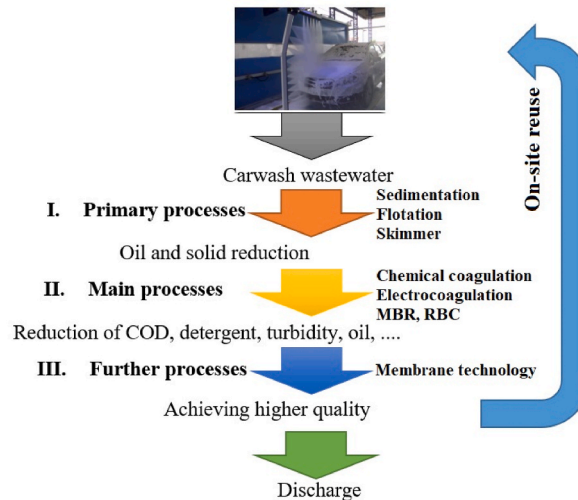 Carwash wastewater
I. Primary processes
Sedimentation
Flotation
Skimmer
Oil and solid reduction
II. Main processes
Chemical coagulation
Electrocoagulation
MBR, RBC
Reduction of COD, detergent, turbidity, oil, ....
III. Further processes
Membrane technology
Achieving higher quality
Discharge
On-site reuse